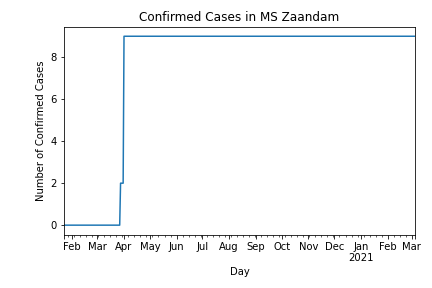 Confirmed Cases in MS Zaandam
Number of Confirmed Cases
8
6
4
2
0
Feb Mar Apr May Jun Jul Aug Sep Oct Nov Dec Jan Feb Mar
2021
Day